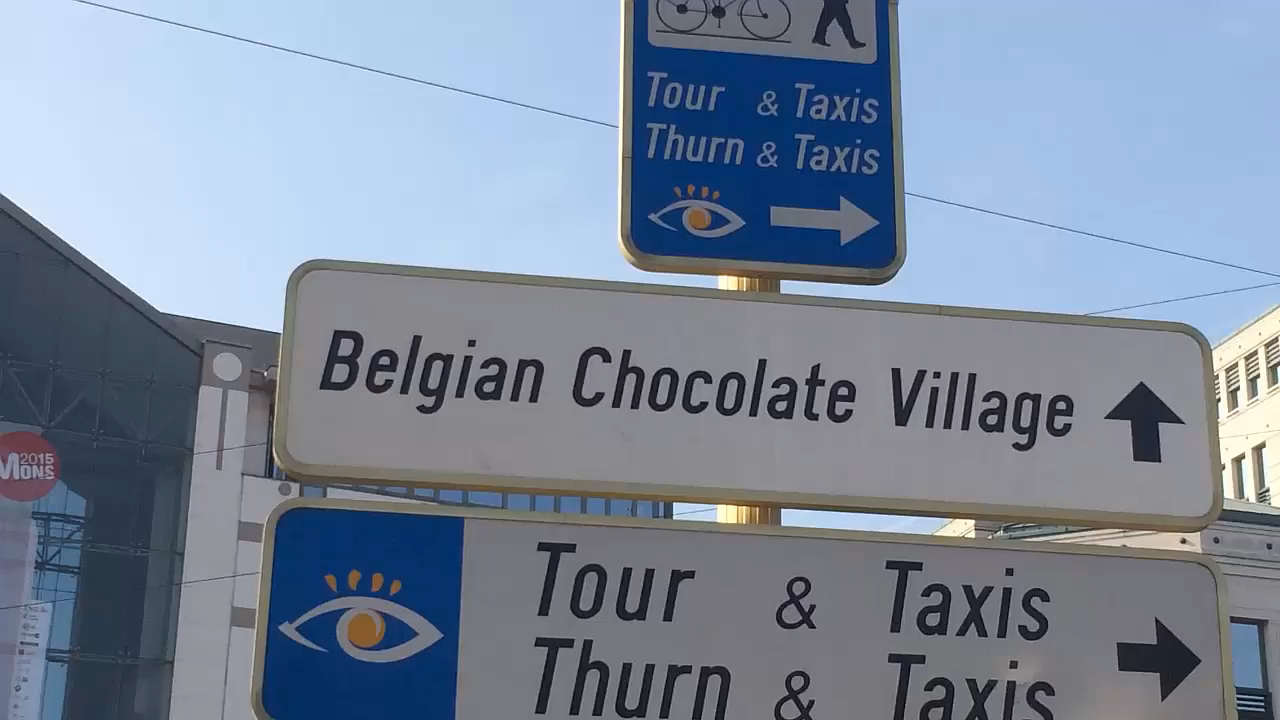 Tour & Taxis
Thurn & Taxis
Belgian Chocolate Village
Tour & Taxis
Thurn & Taxis
2015
MONS